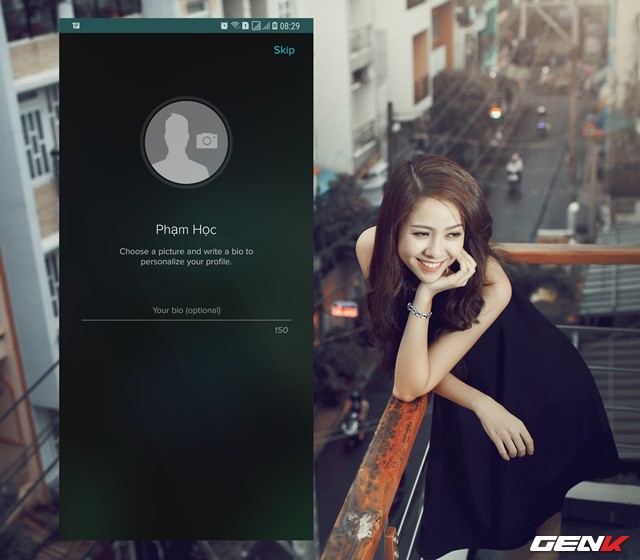 08:29
Skip
Phạm Học
Choose a picture and write a bio to
personalize your profile.
Your bio (optional)
150
GENK